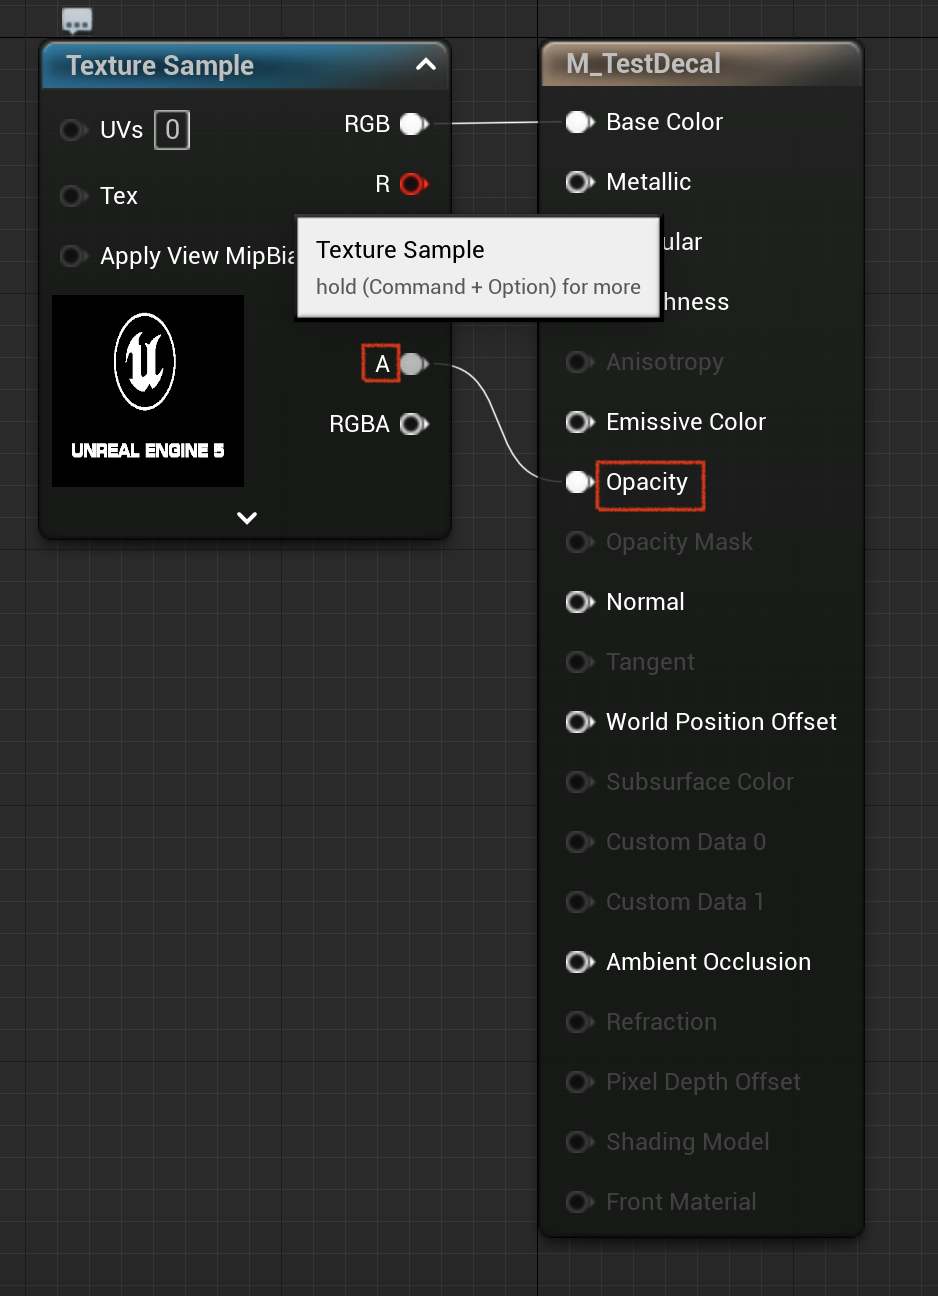 Texture Sample
UVs 0
Tex
Apply View MipBia
RGB
R
A
RGBA
UNREAL ENGINE 5
Texture Sample
hold (Command + Option) for more
M_TestDecal
Base Color
Metallic
ular
hness
Anisotropy
Emissive Color
Opacity
Opacity Mask
Normal
Tangent
World Position Offset
Subsurface Color
Custom Data 0
Custom Data 1
Ambient Occlusion
Refraction
Pixel Depth Offset
Shading Model
Front Material